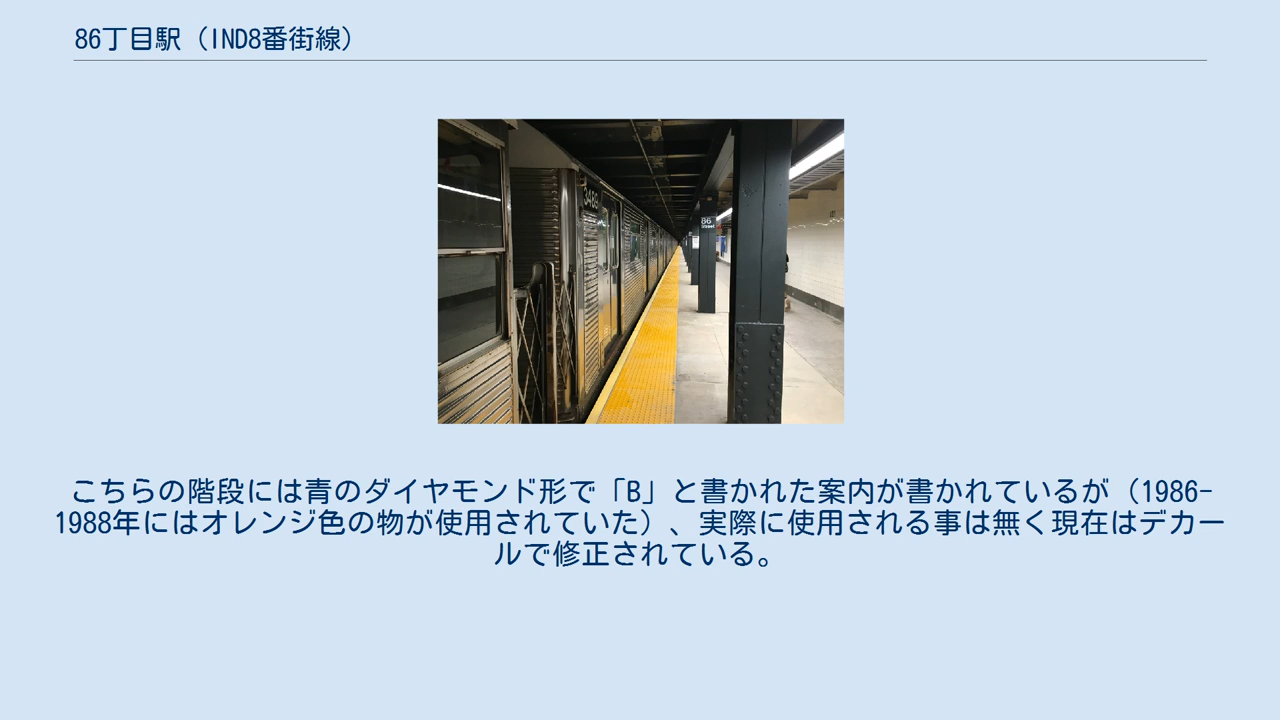 86丁目駅（IND8番街線）
3489
86
Street
こちらの階段には青のダイヤモンド形で「B」と書かれた案内が書かれているが（1986-
1988年にはオレンジ色の物が使用されていた）、実際に使用される事は無く現在はデカー
ルで修正されている。